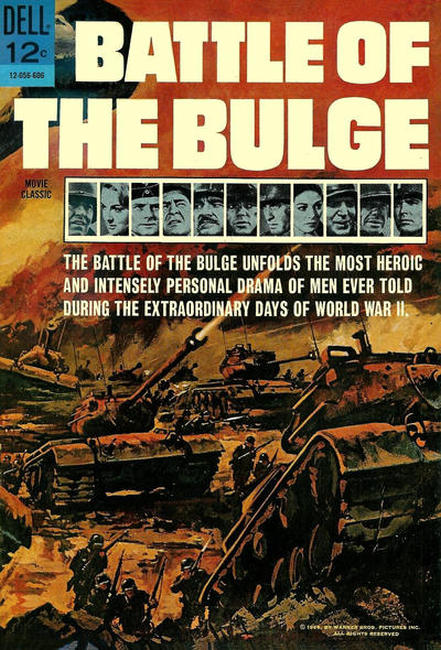 DELL
12¢
12-056-606
BATTLE OF
THE BULGE
MOVIE
CLASSIC
THE BATTLE OF THE BULGE UNFOLDS THE MOST HEROIC
AND INTENSELY PERSONAL DRAMA OF MEN EVER TOLD
DURING THE EXTRAORDINARY DAYS OF WORLD WAR II.
© 1965, BY WARNER BROS. PICTURES INC.
ALL RIGHTS RESERVED